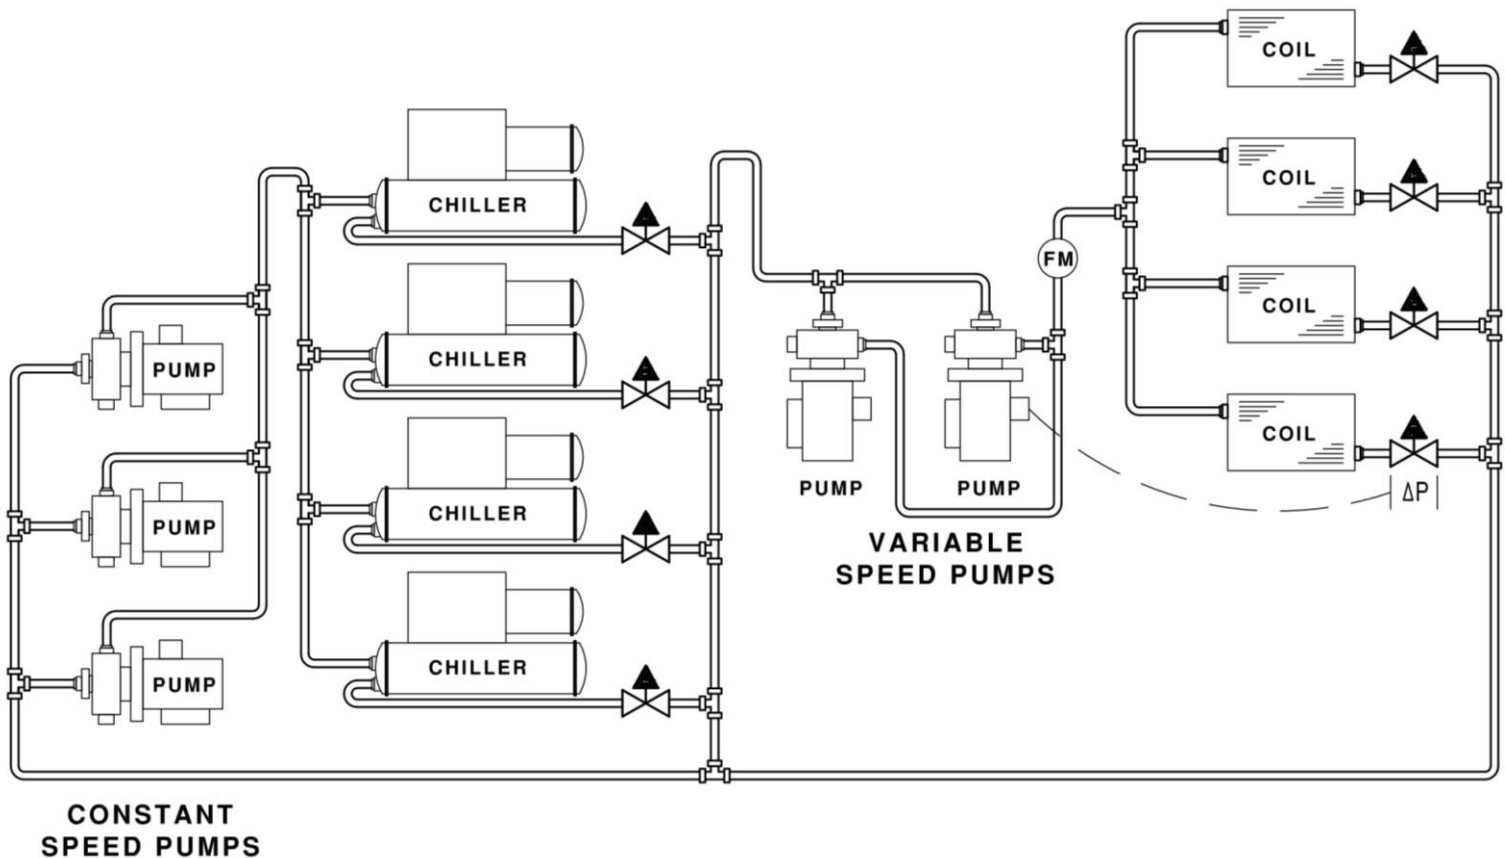 COIL
COIL
CHILLER
FM
CHILLER
COIL
PUMP
COIL
PUMP
PUMP
ΔP
CHILLER
PUMP
VARIABLE
SPEED PUMPS
CHILLER
PUMP
CONSTANT
SPEED PUMPS